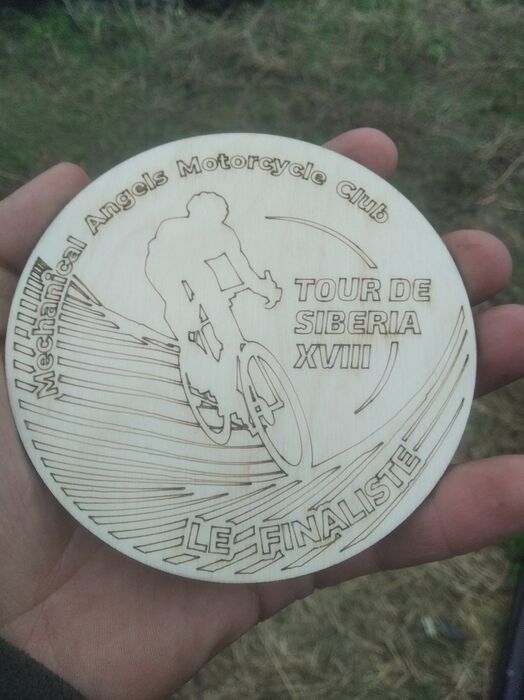 Mechanical Angels Motorcycle Club
TOUR DE
SIBERIA
XVIII
LE FINALISTE